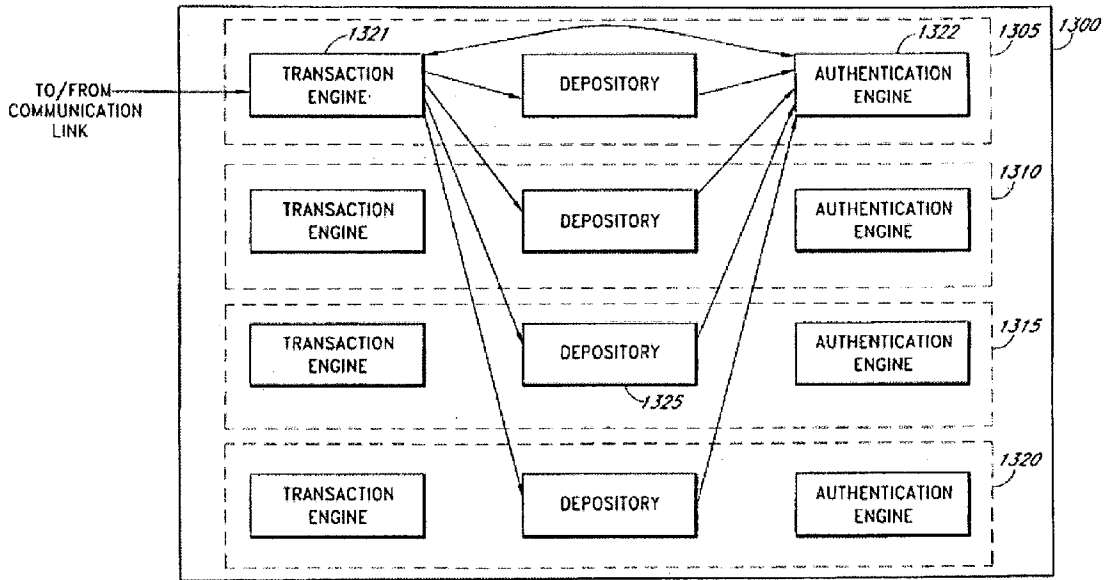 1321
1322
1305
1300
TO/FROM
COMMUNICATION
LINK
TRANSACTION
ENGINE
DEPOSITORY
AUTHENTICATION
ENGINE
1310
TRANSACTION
ENGINE
DEPOSITORY
AUTHENTICATION
ENGINE
1315
TRANSACTION
ENGINE
DEPOSITORY
AUTHENTICATION
ENGINE
1325
1320
TRANSACTION
ENGINE
DEPOSITORY
AUTHENTICATION
ENGINE